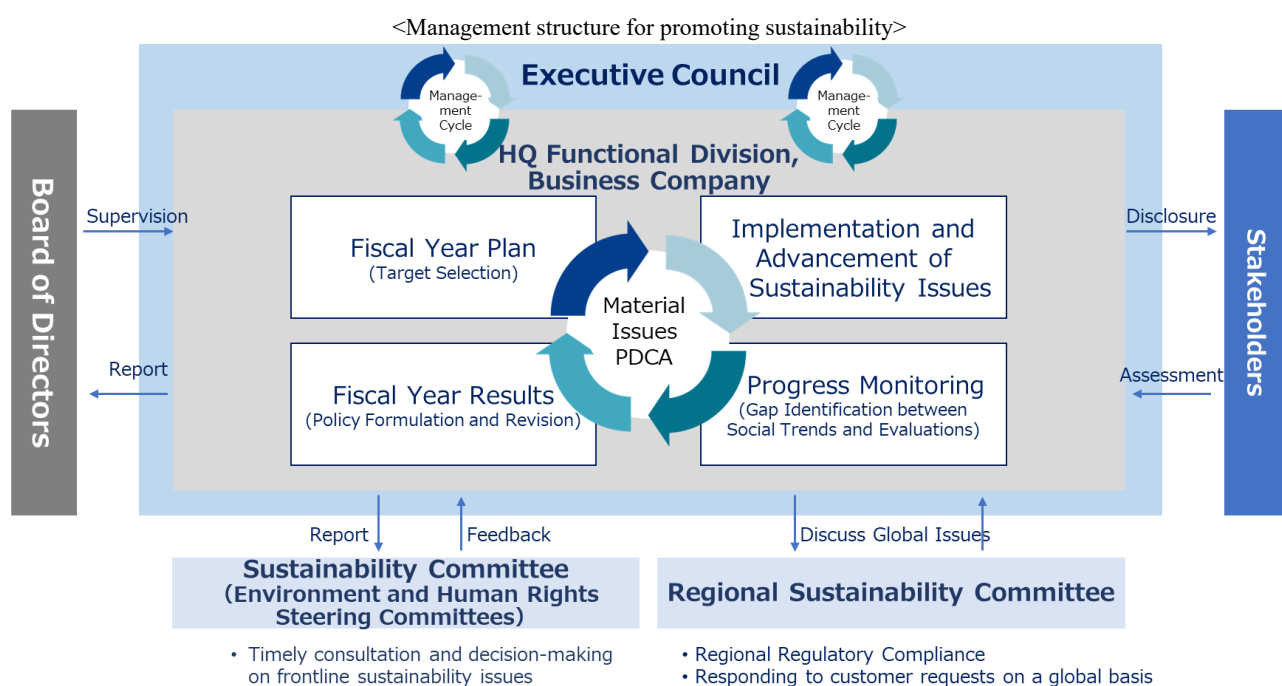 <Management structure for promoting sustainability>
Executive Council
Manage-
ment
Cycle
Manage-
ment
Cycle
HQ Functional Division,
Business Company
Board of Directors
Supervision
Report
Fiscal Year Plan
(Target Selection)
Implementation and
Advancement of
Sustainability Issues
Material
Issues
PDCA
Fiscal Year Results
(Policy Formulation and Revision)
Progress Monitoring
(Gap Identification between
Social Trends and Evaluations)
Disclosure
Assessment
Stakeholders
Report
Feedback
Discuss Global Issues
Sustainability Committee
(Environment and Human Rights
Steering Committees)
• Timely consultation and decision-making
on frontline sustainability issues
Regional Sustainability Committee
• Regional Regulatory Compliance
• Responding to customer requests on a global basis